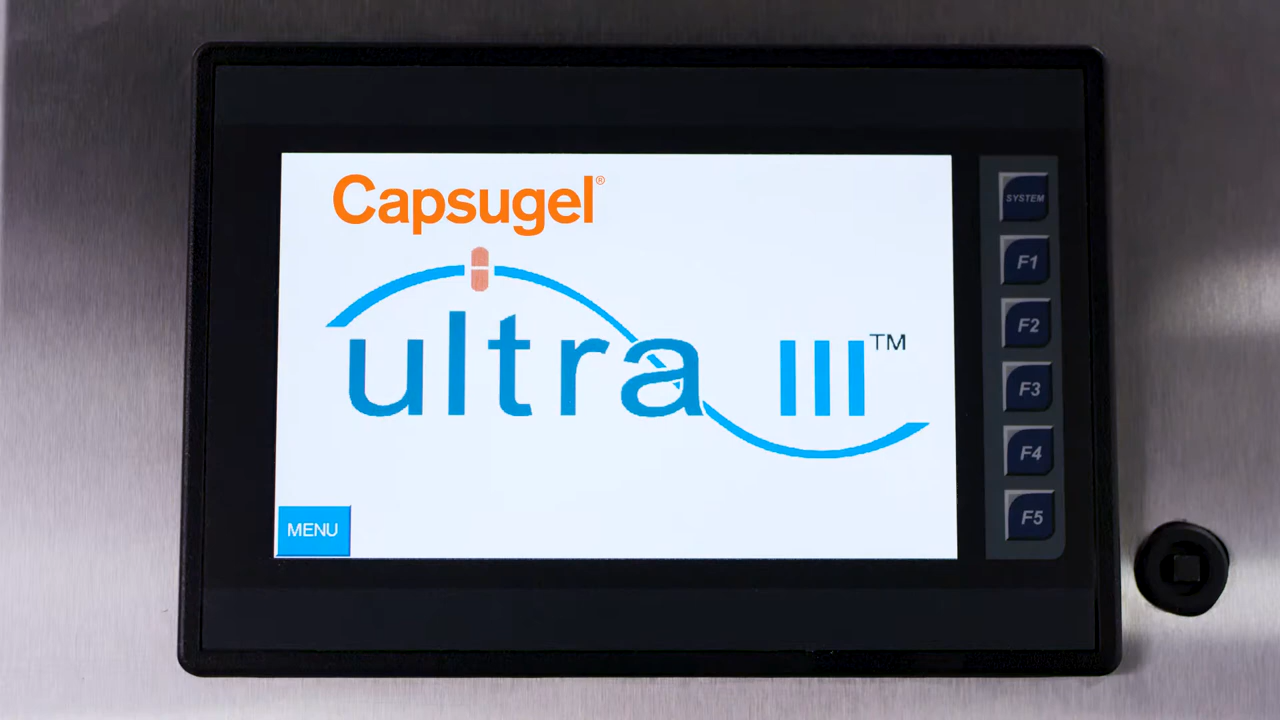 Capsugel®
ultra III™
MENU
SYSTEM
F1
F2
F3
F4
F5